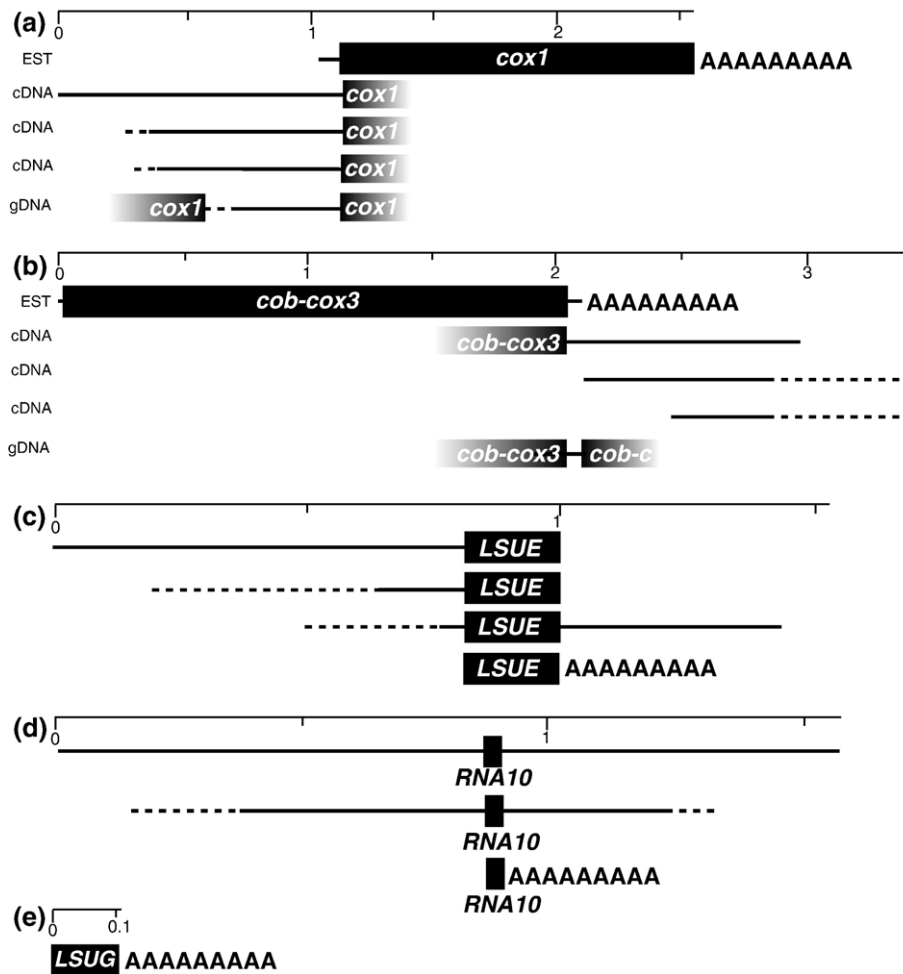 (a)
0 1 2
EST cox1 AAAAAAAAA
cDNA cox1
cDNA cox1
cDNA cox1
gDNA cox1 cox1
(b)
0 1 2 3
EST cob-cox3 AAAAAAAAA
cDNA cob-cox3
cDNA
cDNA
gDNA cob-cox3 cob-c
(c)
0 1
LSUE
LSUE
LSUE
LSUE AAAAAAAAA
(d)
0 1
RNA10
RNA10
AAAAAAAAA
RNA10
(e)
0 0.1
LSUG AAAAAAAAA